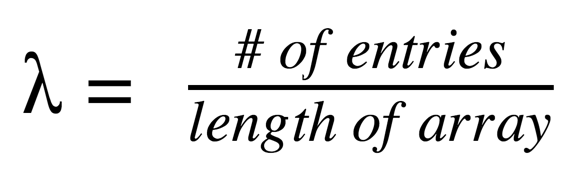 λ = # of entries
length of array